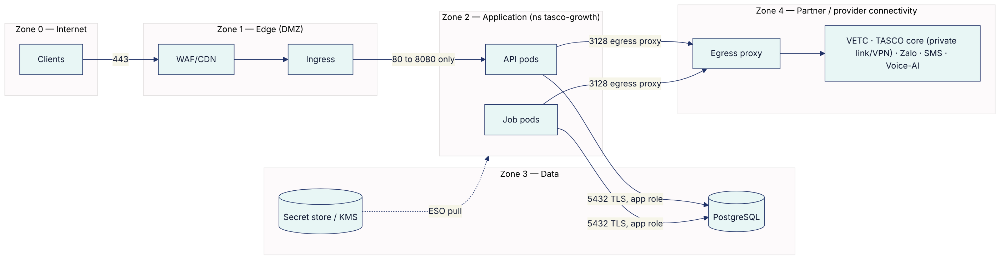 Zone 0 — Internet
Clients
443
Zone 1 — Edge (DMZ)
WAF/CDN
Ingress
80 to 8080 only
Zone 2 — Application (ns tasco-growth)
API pods
Job pods
3128 egress proxy
3128 egress proxy
Zone 4 — Partner / provider connectivity
Egress proxy
VETC · TASCO core (private
link/VPN) · Zalo · SMS ·
Voice-AI
Zone 3 — Data
Secret store / KMS
ESO pull
5432 TLS, app role
5432 TLS, app role
PostgreSQL